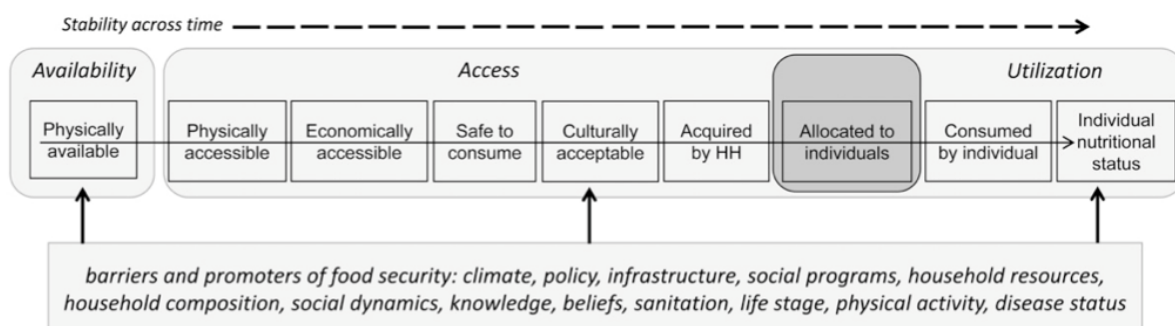 Stability across time
Availability
Access
Utilization
Physically
available
Physically
accessible
Economically
accessible
Safe to
consume
Culturally
acceptable
Acquired
by HH
Allocated to
individuals
Consumed
by individual
Individual
nutritional
status
barriers and promoters of food security: climate, policy, infrastructure, social programs, household resources,
household composition, social dynamics, knowledge, beliefs, sanitation, life stage, physical activity, disease status